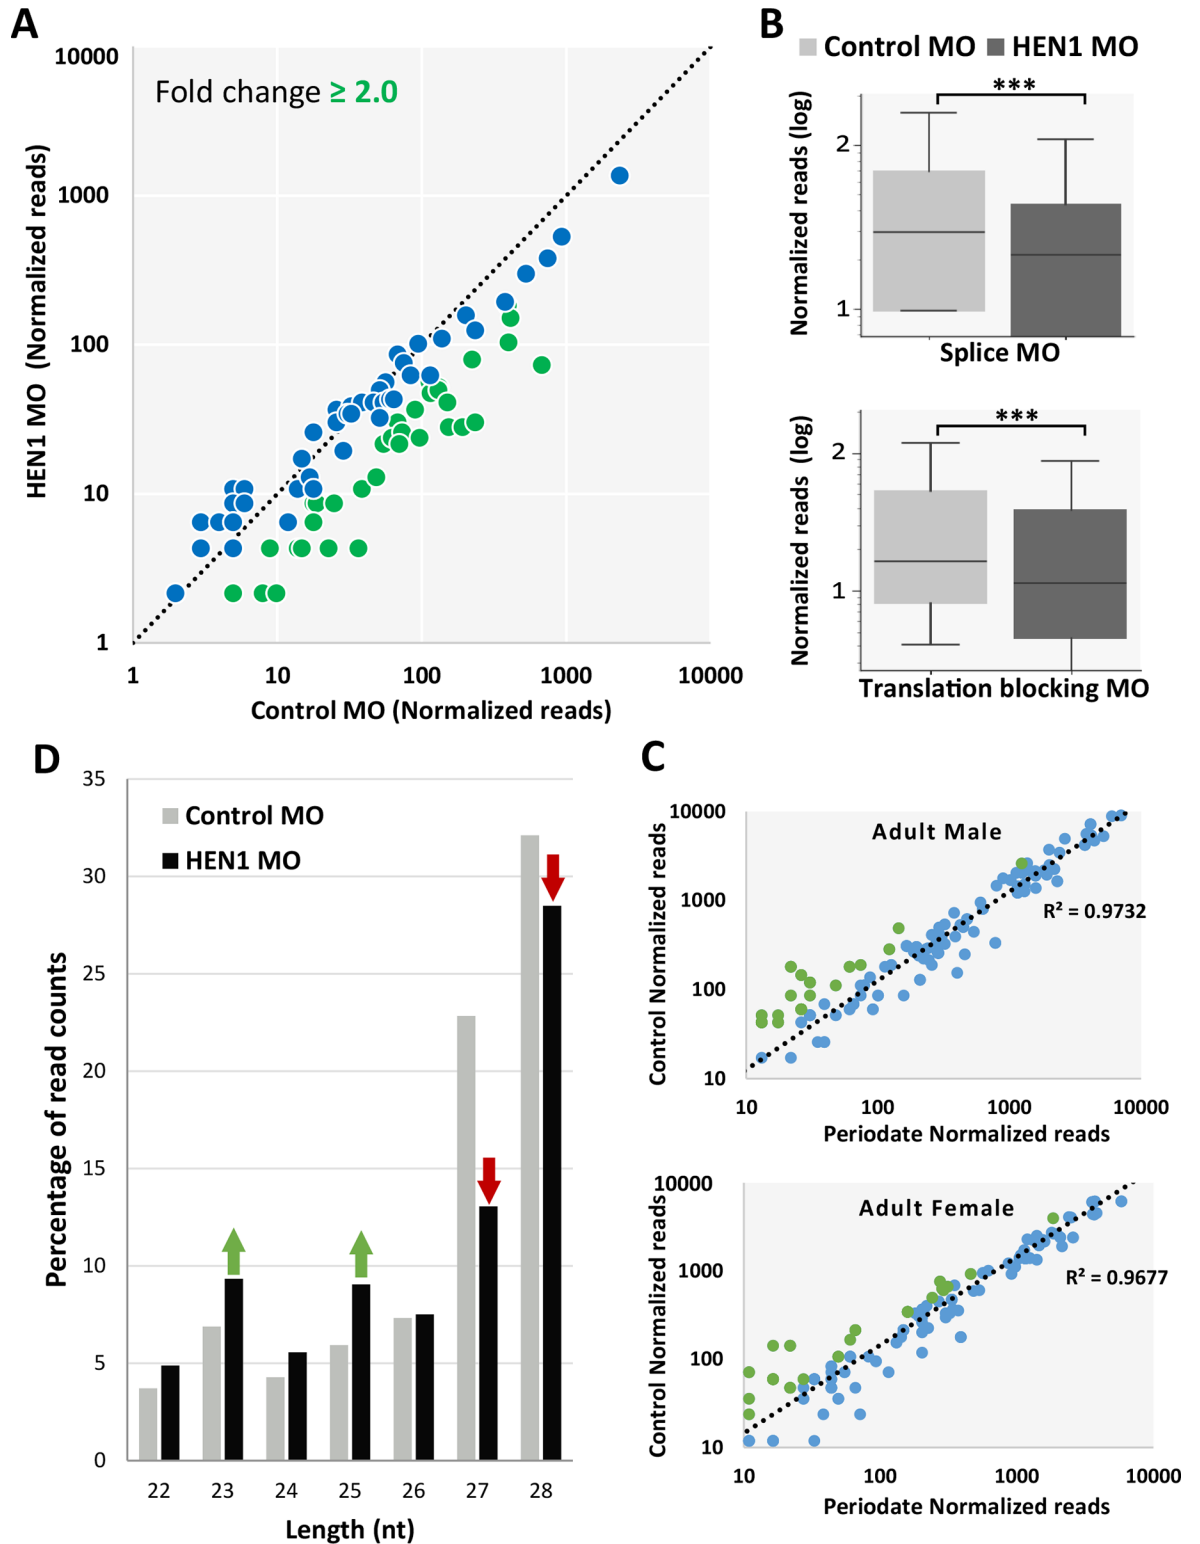 A
Fold change ≥ 2.0
HEN1 MO (Normalized reads)
10000
1000
100
10
1
1 10 100 1000 10000
Control MO (Normalized reads)
B
Control MO HEN1 MO
***
Normalized reads (log)
2
1
Splice MO
***
Normalized reads (log)
2
1
Translation blocking MO
D
Control MO
HEN1 MO
Percentage of read counts
35
30
25
20
15
10
5
0
22 23 24 25 26 27 28
Length (nt)
C
Adult Male
R² = 0.9732
Control Normalized reads
10000
1000
100
10
10 100 1000 10000
Periodate Normalized reads
Adult Female
R² = 0.9677
Control Normalized reads
10000
1000
100
10
10 100 1000 10000
Periodate Normalized reads